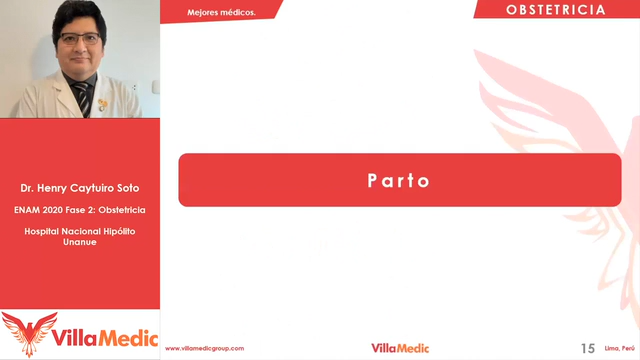 Mejores médicos.
OBSTETRICIA
Parto
Dr. Henry Caytuiro Soto
ENAM 2020 Fase 2: Obstetricia
Hospital Nacional Hipólito
Unanue
VillaMedic
www.villamedicgroup.com
VillaMedic
15
Lima, Perú